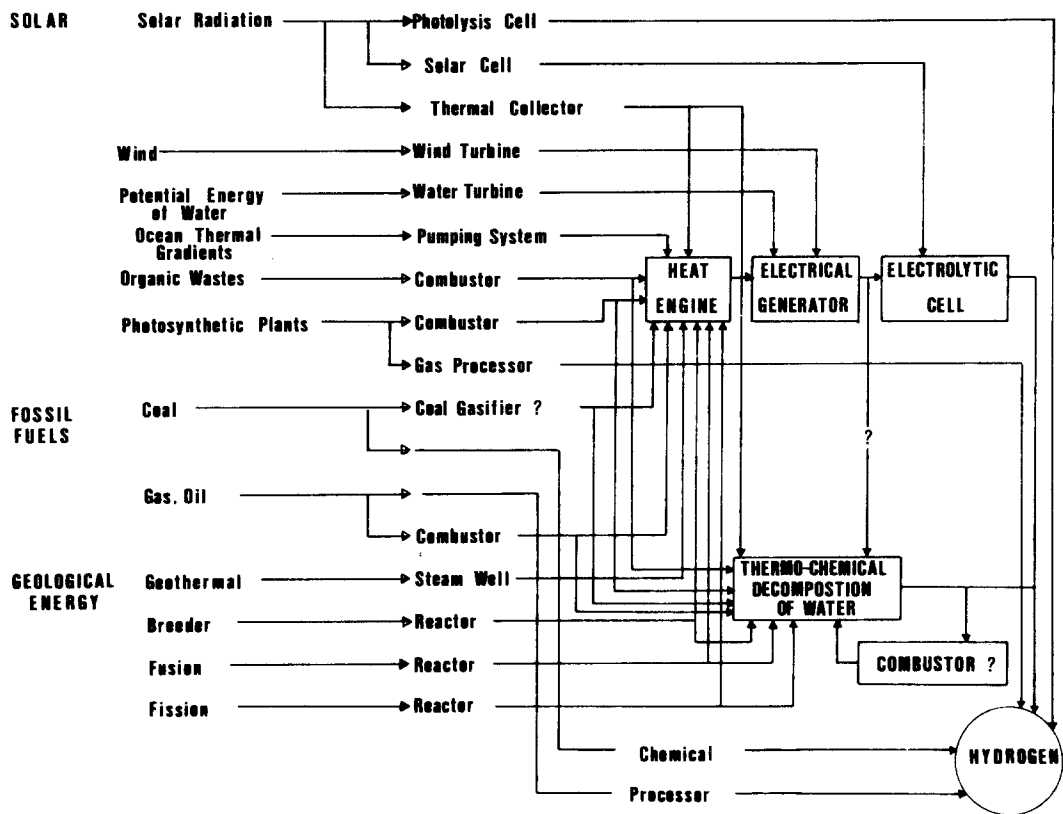 SOLAR Solar Radiation Photolysis Cell
Solar Cell
Thermal Collector
Wind Wind Turbine
Potential Energy
of Water
Water Turbine
Ocean Thermal
Gradients
Pumping System
Organic Wastes Combustor
HEAT
ENGINE
ELECTRICAL
GENERATOR
ELECTROLYTIC
CELL
Photosynthetic Plants Combustor
Gas Processor
FOSSIL
FUELS
Coal Coal Gasifier ?
?
Gas, Oil
Combustor
GEOLOGICAL
ENERGY
Geothermal Steam Well
THERMO-CHEMICAL
DECOMPOSTION
OF WATER
Breeder Reactor
Fusion Reactor
COMBUSTOR ?
Fission Reactor
Chemical
HYDROGEN
Processor